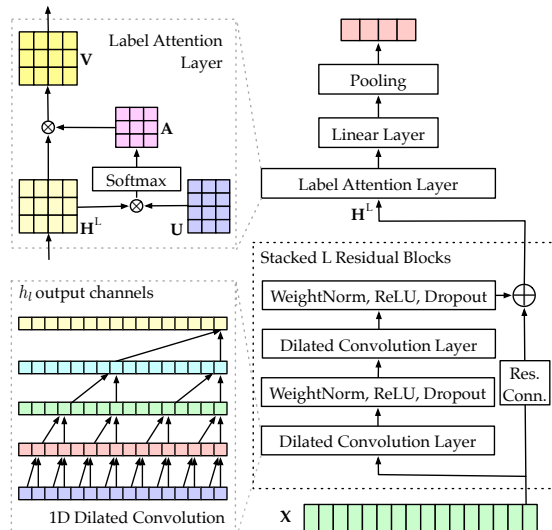 V
Label Attention
Layer
A
Softmax
H^L
U
Pooling
Linear Layer
Label Attention Layer
H^L
Stacked L Residual Blocks
WeightNorm, ReLU, Dropout
Dilated Convolution Layer
WeightNorm, ReLU, Dropout
Dilated Convolution Layer
Res.
Conn.
h_l output channels
1D Dilated Convolution
X